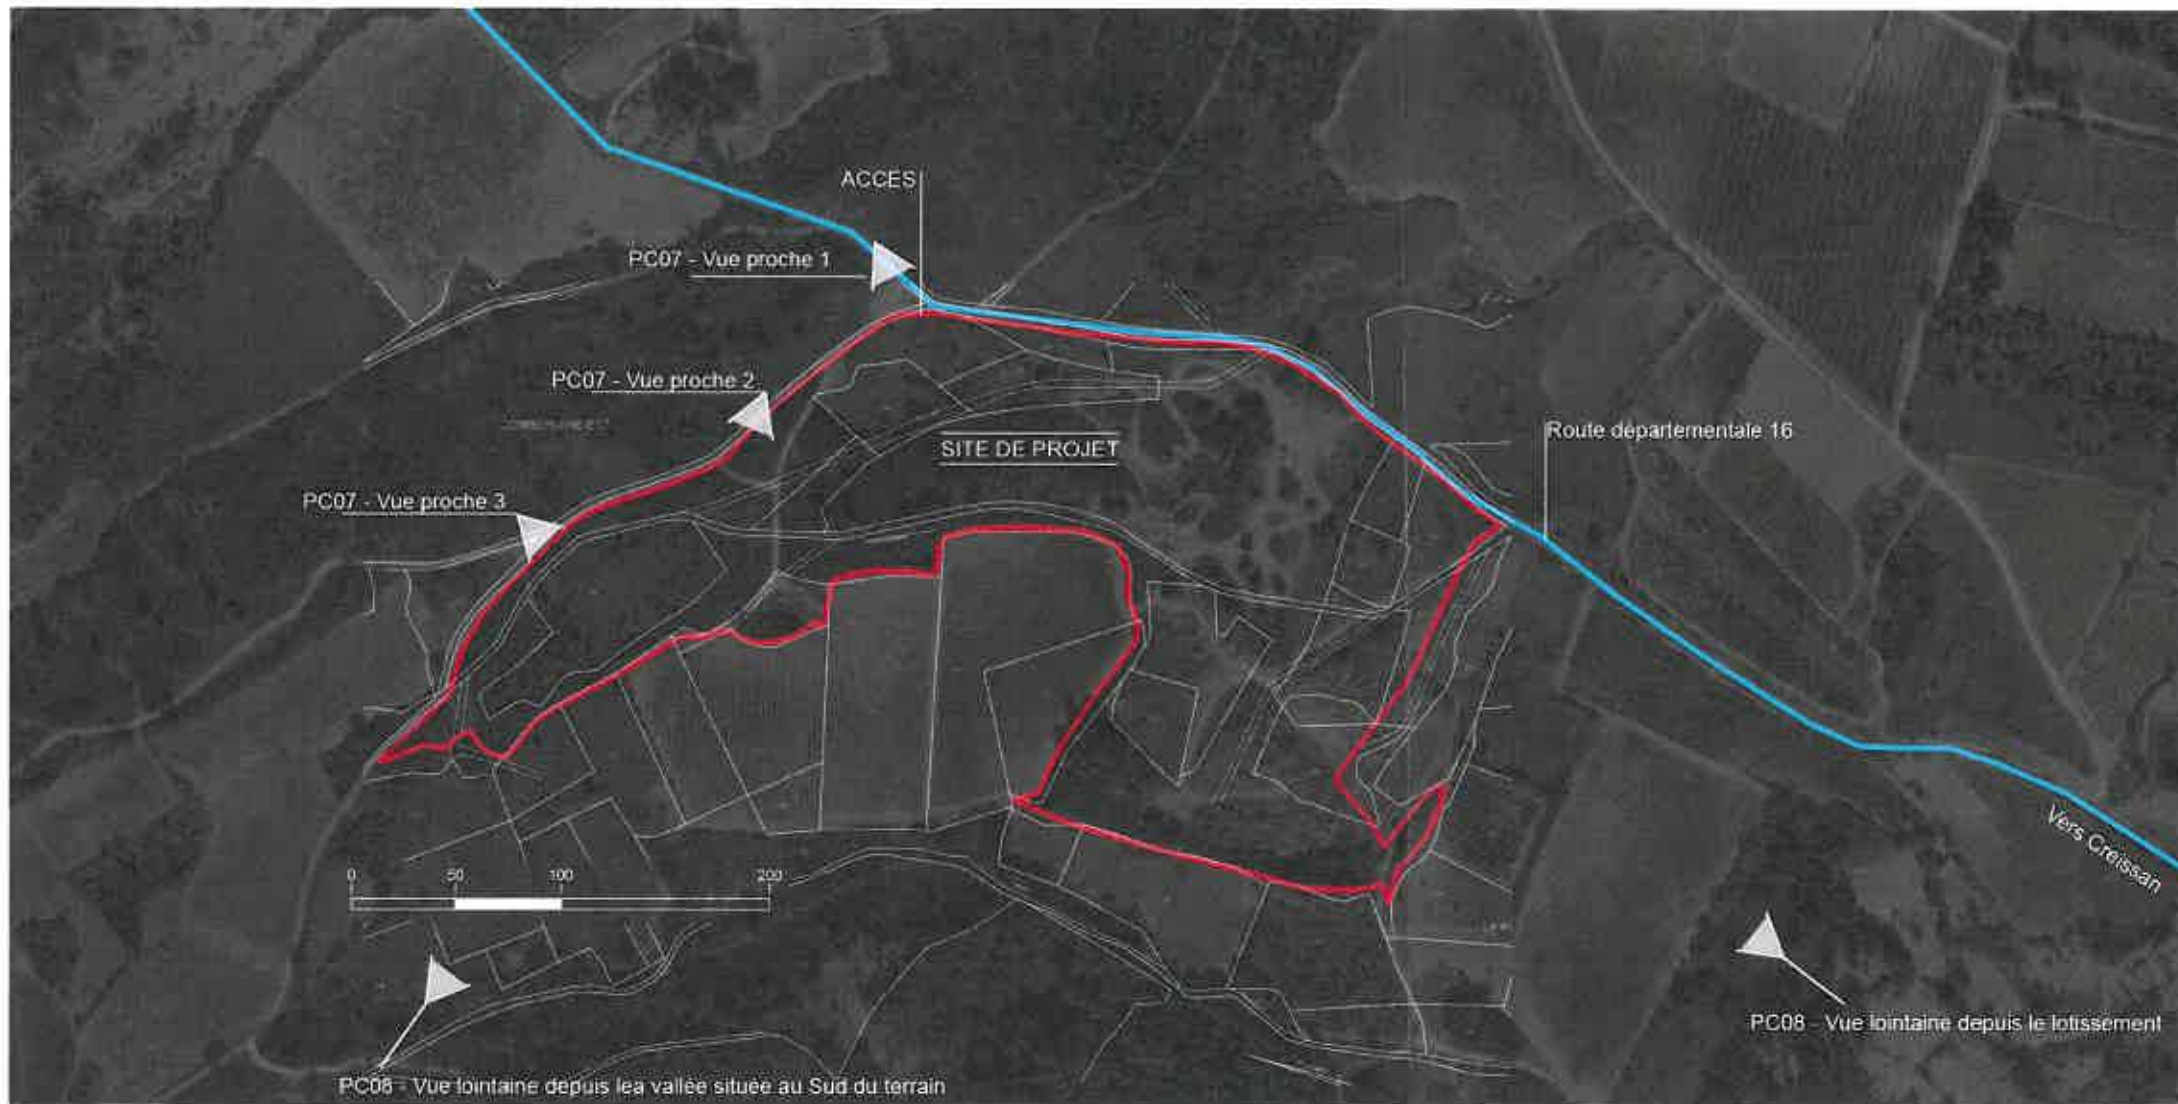 ACCES
PC07 - Vue proche 1
PC07 - Vue proche 2
SITE DE PROJET
Route départementale 16
PC07 - Vue proche 3
Vers Creissan
0 50 100 200
PC08 - Vue lointaine depuis le lotissement
PC08 - Vue lointaine depuis lea vallée située au Sud du terrain